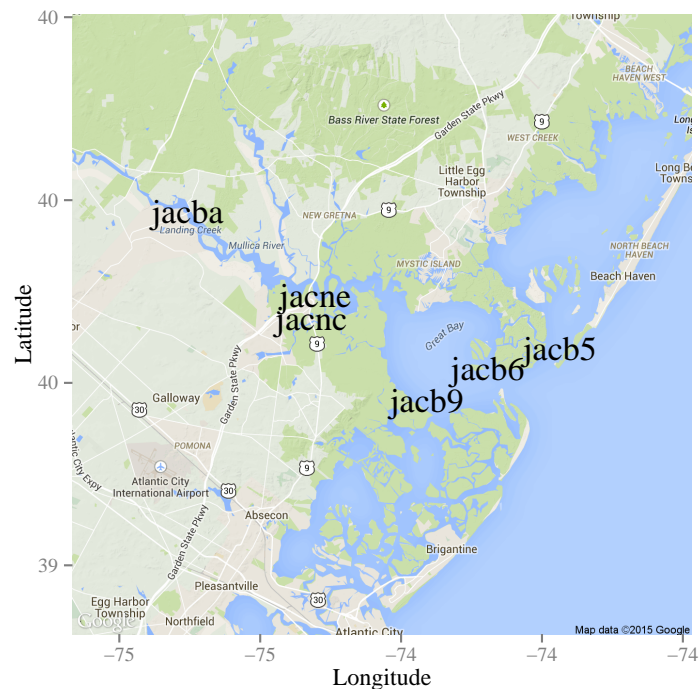 40
Township
BEACH
HAVEN WEST
Garden State Pkwy
9
Bass River State Forest
WEST CREEK
Long Be
Towns
Little Egg
Harbor
Township
40
jacba
NEW GRETNA
9
Landing Creek
Mullica River
NORTH BEACH
HAVEN
MYSTIC ISLAND
Beach Haven
jacne
jacnc
Great Bay
9
jacb5
Latitude
Garden State Pkwy
jacb6
40
Galloway
jacb9
30
POMONA
9
Atlantic City
International Airport
Atlantic City Expy
30
Absecon
Garden State Pkwy
39
Brigantine
Pleasantville
Egg Harbor
Township
30
Northfield
Google
Atlantic City
Map data ©2015 Google
−75
−75
−74
−74
−74
Longitude